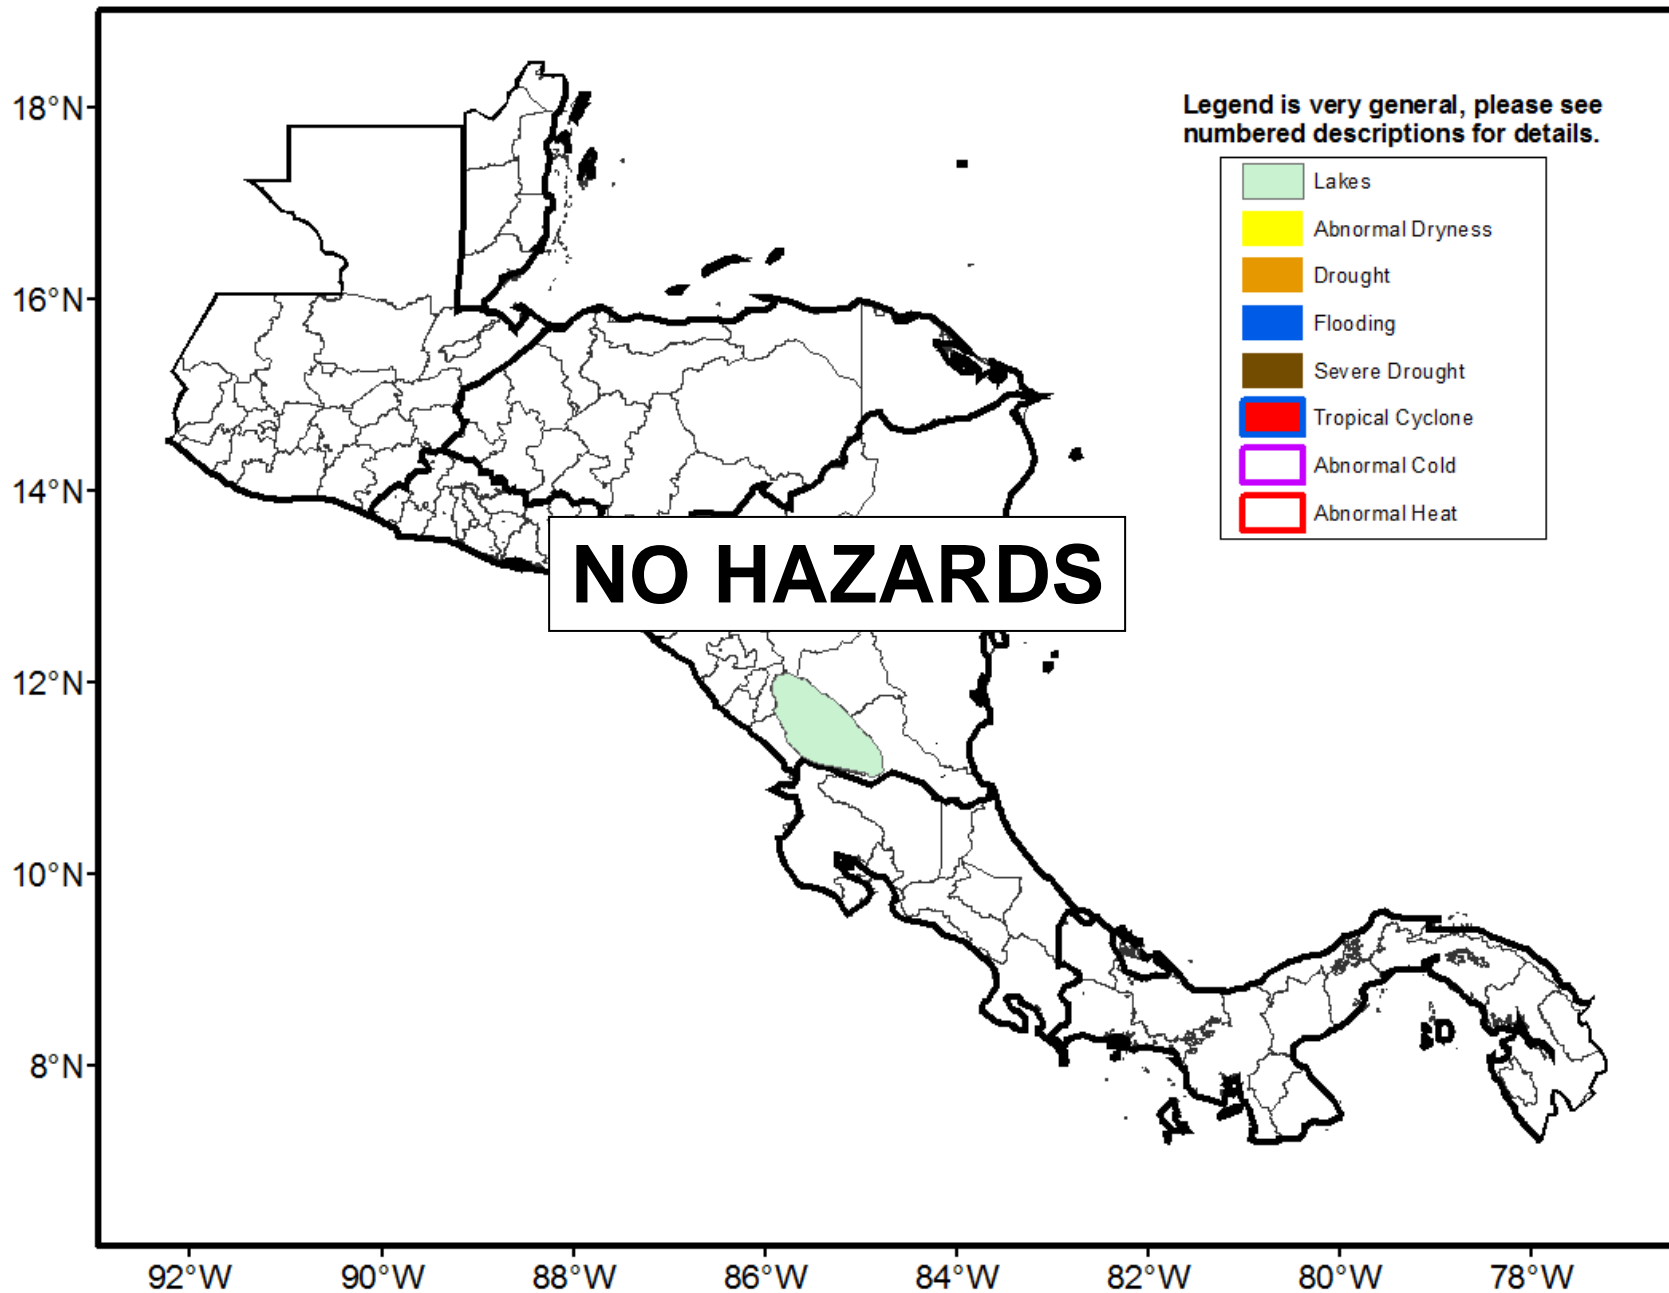 Legend is very general, please see
numbered descriptions for details.
Lakes
Abnormal Dryness
Drought
Flooding
Severe Drought
Tropical Cyclone
Abnormal Cold
Abnormal Heat
NO HAZARDS
18°N
16°N
14°N
12°N
10°N
8°N
92°W 90°W 88°W 86°W 84°W 82°W 80°W 78°W